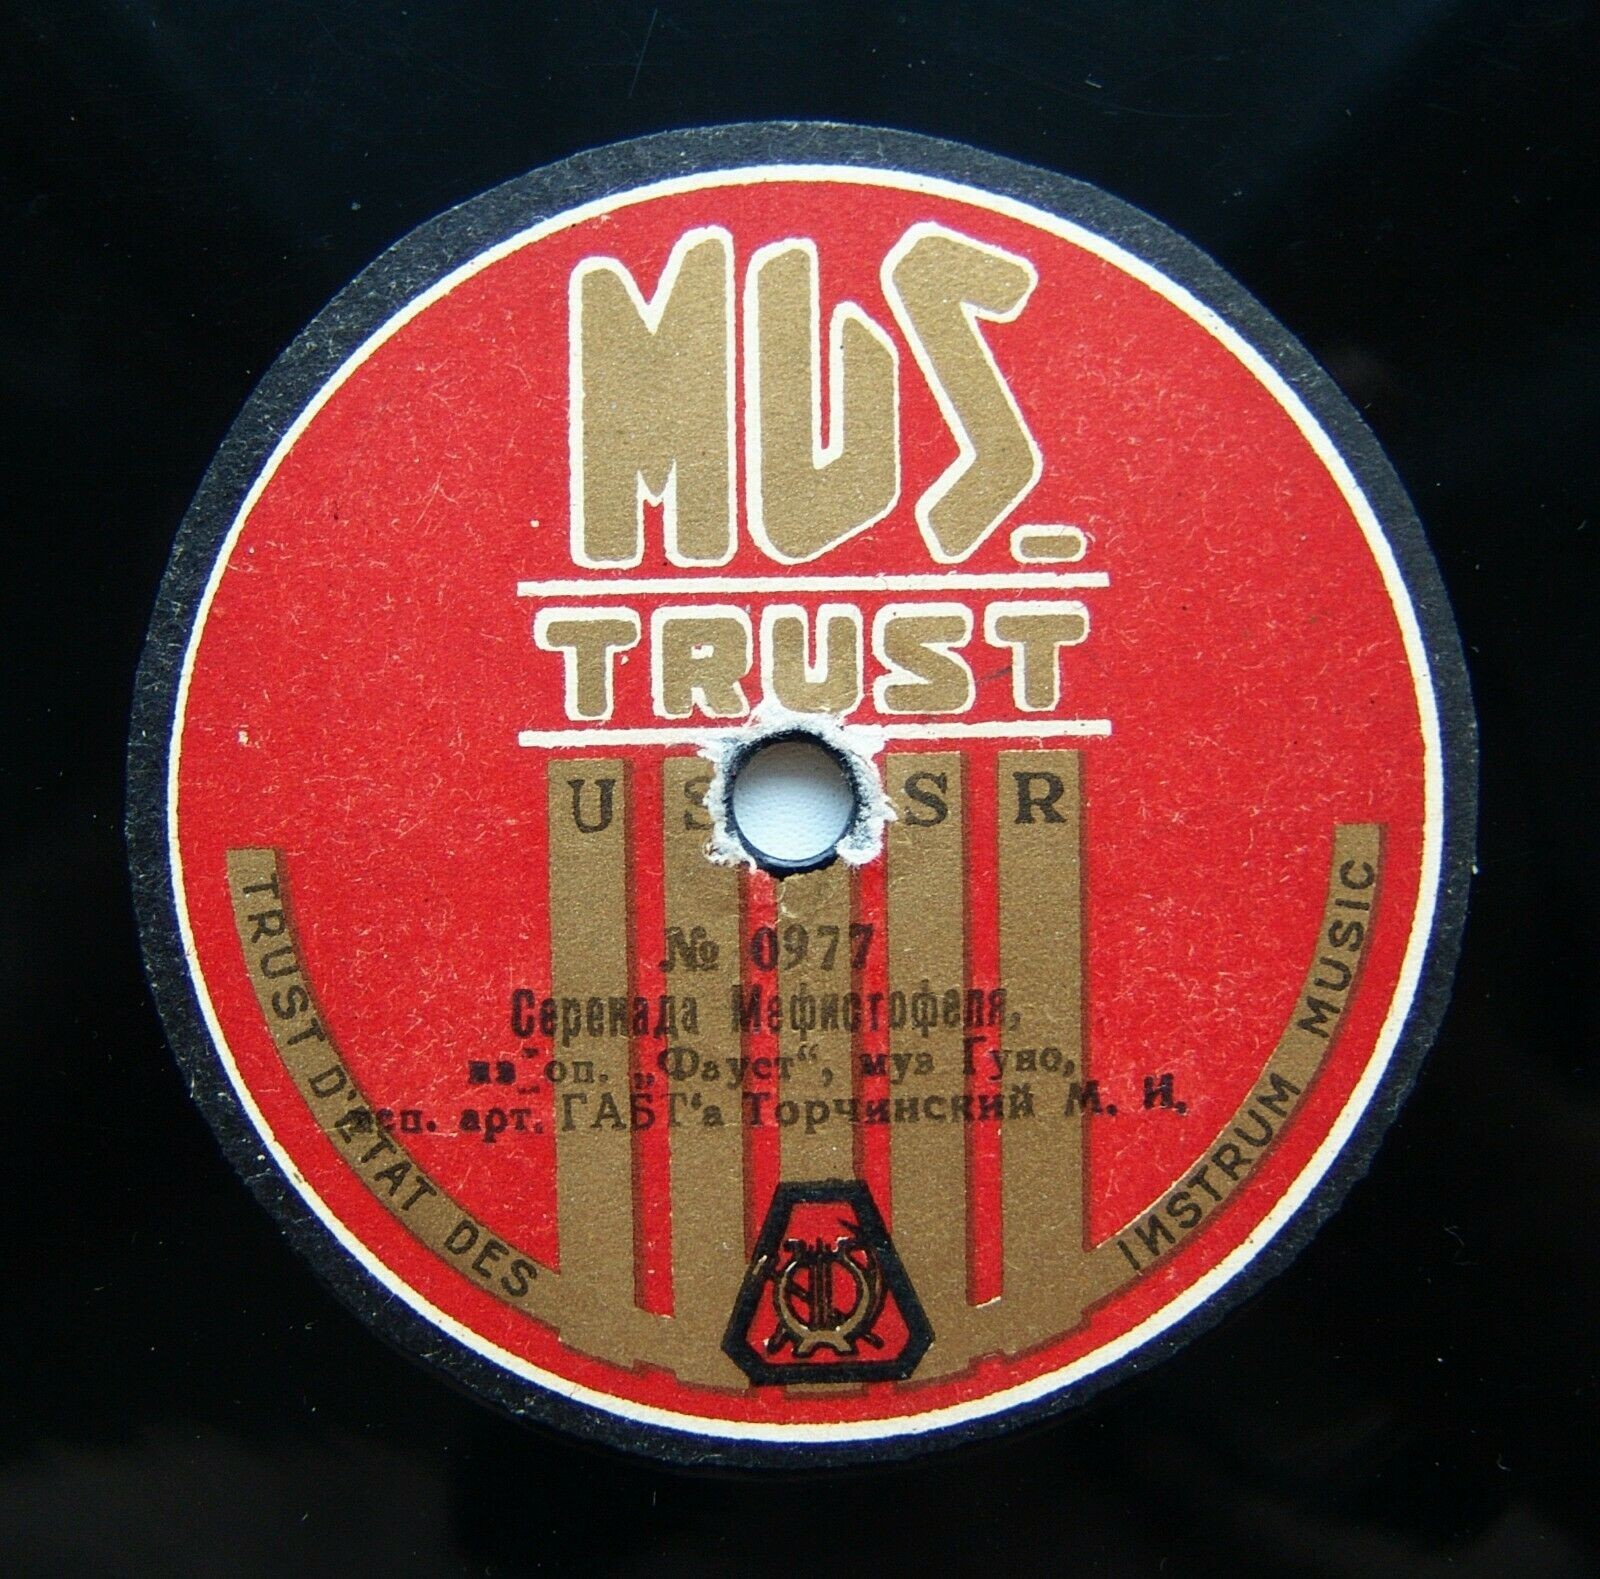 MUS.
TRUST
U S S R
№ 0977
Серенада Мефистофеля,
из оп. „Фауст“, муз Гуно,
исп. арт. ГАБТ‘а Торчинский М. И.
TRUST D'ETAT DES
INSTRUM MUSIC